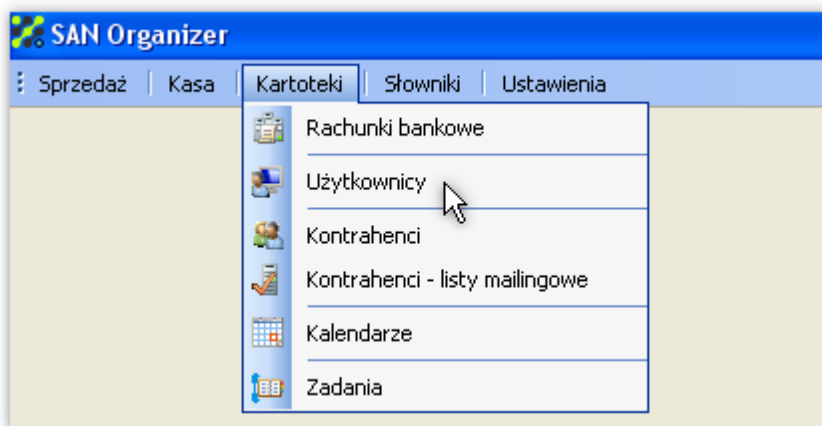 SAN Organizer
Sprzedaż Kasa Kartoteki Słowniki Ustawienia
Rachunki bankowe
Użytkownicy
Kontrahenci
Kontrahenci - listy mailingowe
Kalendarze
Zadania